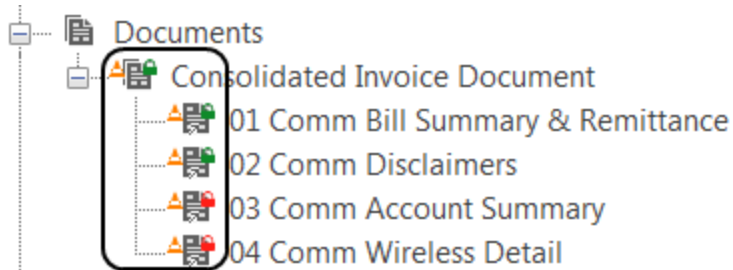 Documents
Consolidated Invoice Document
01 Comm Bill Summary & Remittance
02 Comm Disclaimers
03 Comm Account Summary
04 Comm Wireless Detail